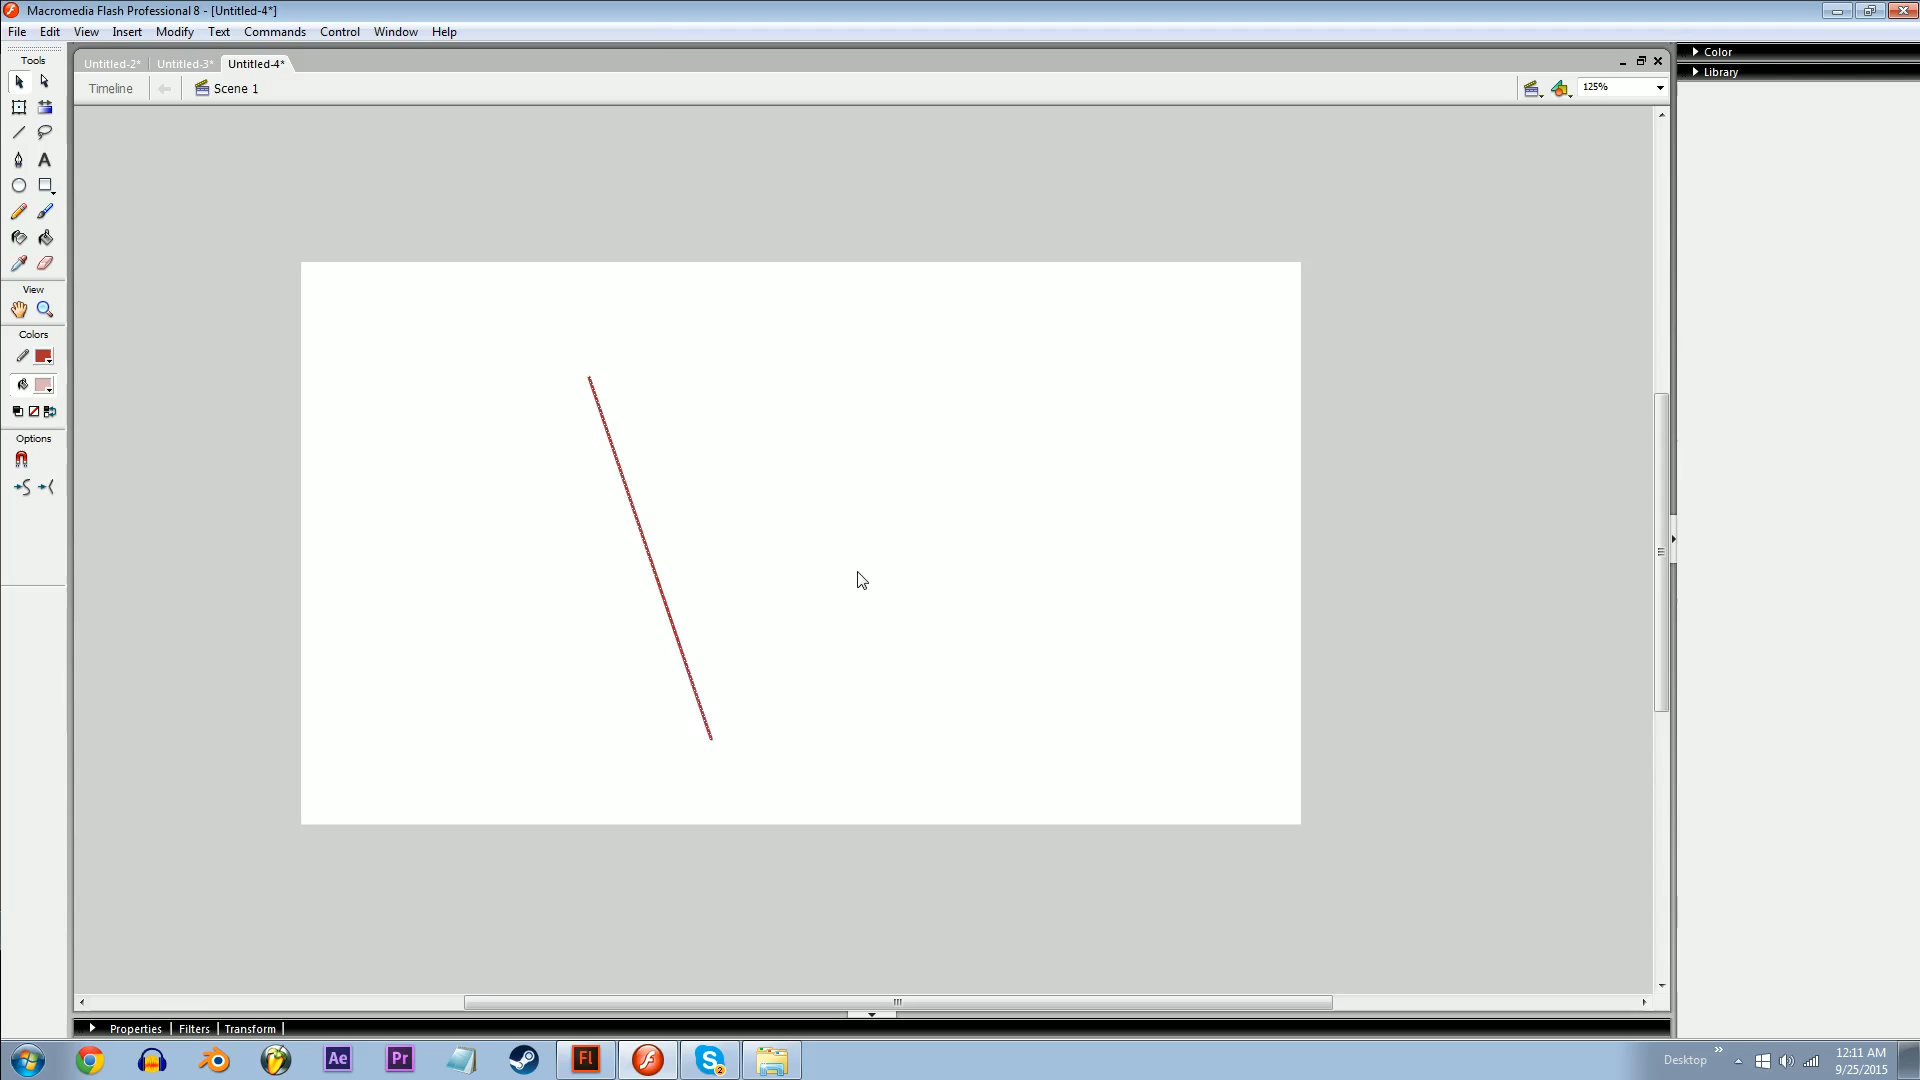 Macromedia Flash Professional 8 - [Untitled-4*]
File Edit View Insert Modify Text Commands Control Window Help
Tools
Untitled-2* Untitled-3* Untitled-4*
Timeline Scene 1 125%
Color
Library
A
View
Colors
Options
Properties Filters Transform
Ae Pr Fl 2 Desktop
12:11 AM
9/25/2015